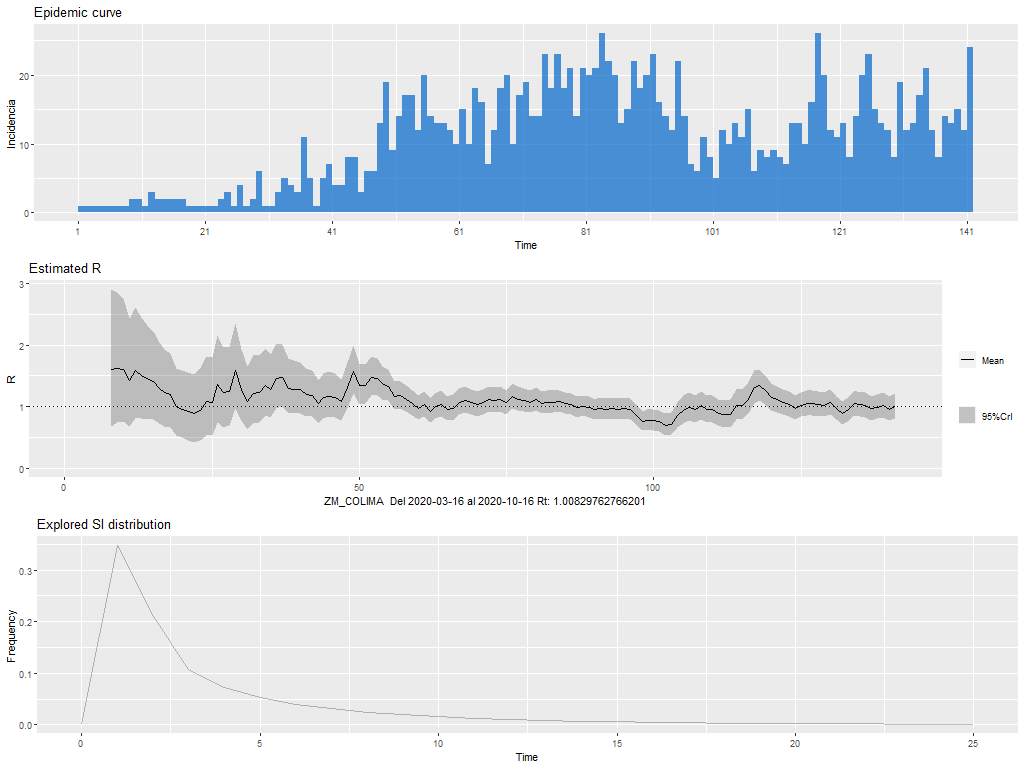 Epidemic curve
Incidencia
20
10
0
1 21 41 61 81 101 121 141
Time
Estimated R
R
3
2
1
0
0 50 100
Mean
95%CrI
ZM_COLIMA Del 2020-03-16 al 2020-10-16 Rt: 1.00829762766201
Explored SI distribution
Frequency
0.3
0.2
0.1
0.0
0 5 10 15 20 25
Time